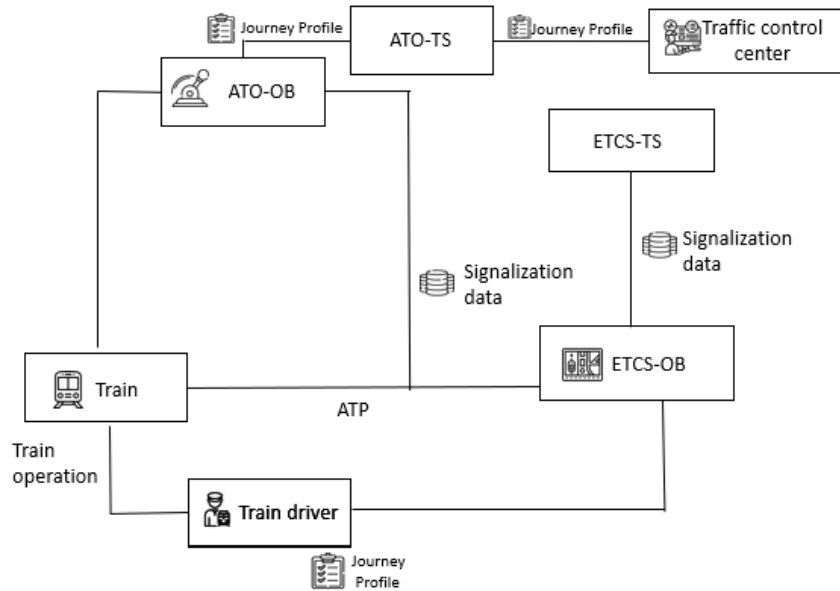 Journey Profile
ATO-TS
Journey Profile
Traffic control
center
ATO-OB
ETCS-TS
Signalization
data
Signalization
data
ETCS-OB
Train
ATP
Train
operation
Train driver
Journey
Profile